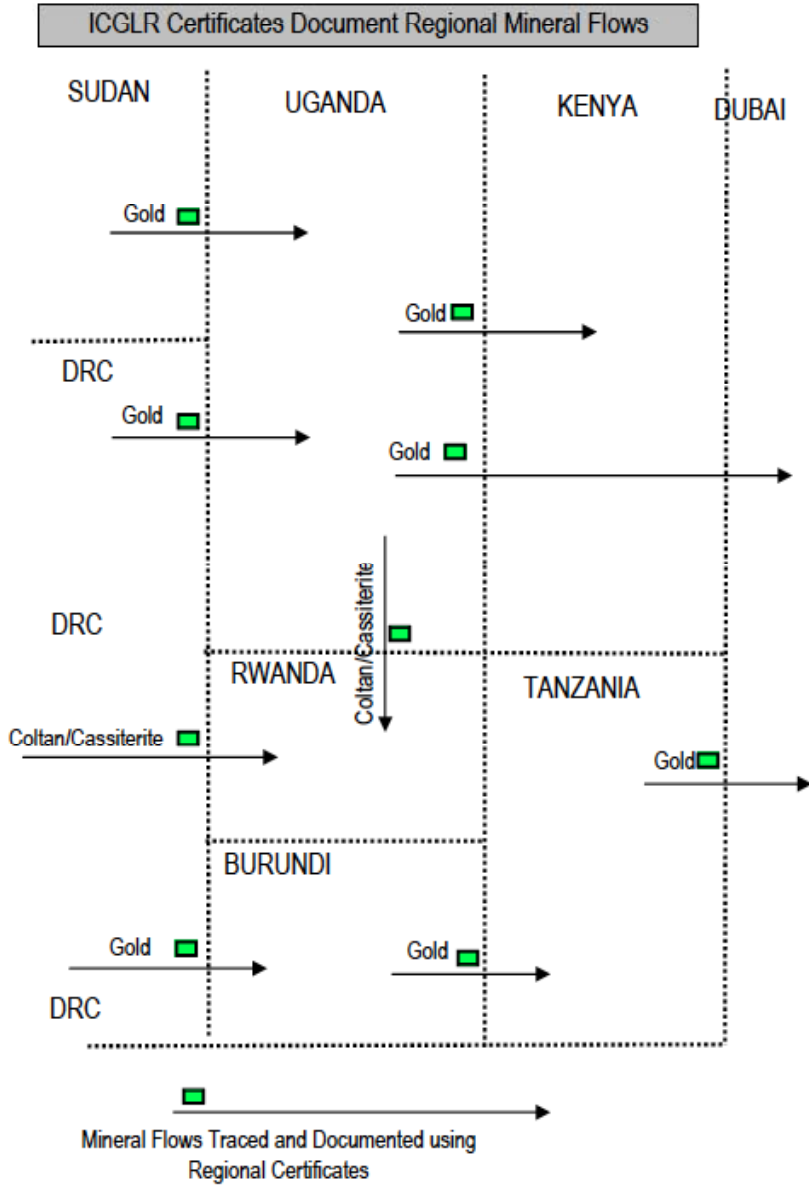 ICGLR Certificates Document Regional Mineral Flows
SUDAN
UGANDA
KENYA
DUBAI
Gold
Gold
DRC
Gold
Gold
Coltan/Cassiterite
DRC
RWANDA
TANZANIA
Coltan/Cassiterite
Gold
BURUNDI
Gold
Gold
DRC
Mineral Flows Traced and Documented using
Regional Certificates